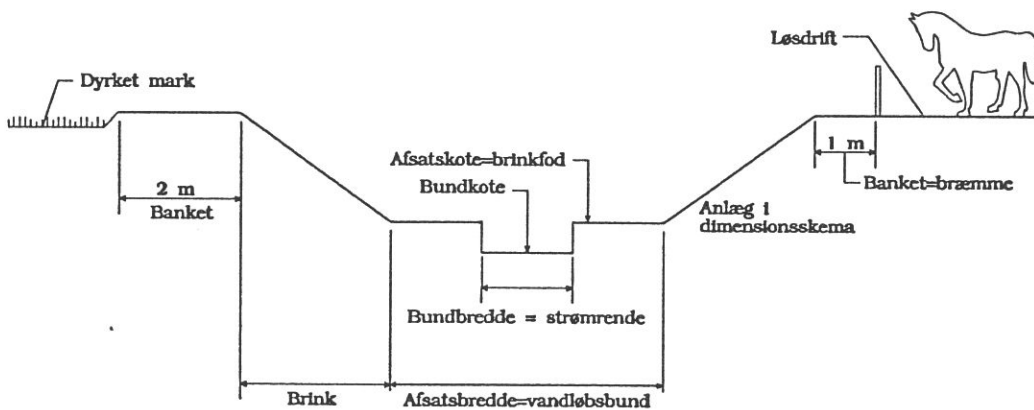 Løsdrift
Dyrket mark
1 m
Afsatskote=brinkfod
Bundkote
2 m
Banket
Banket=bræmme
Anlæg i
dimensionsskema
Bundbredde = strømrende
Brink
Afsatsbredde=vandløbsbund